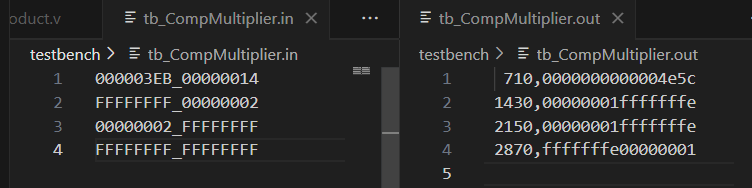 oduct.v
tb_CompMultiplier.in
tb_CompMultiplier.out
testbench > tb_CompMultiplier.in
1 000003EB_00000014
2 FFFFFFFF_00000002
3 00000002_FFFFFFFF
4 FFFFFFFF_FFFFFFFF
testbench > tb_CompMultiplier.out
1 710,0000000000004e5c
2 1430,00000001fffffffe
3 2150,00000001fffffffe
4 2870,fffffffe00000001
5